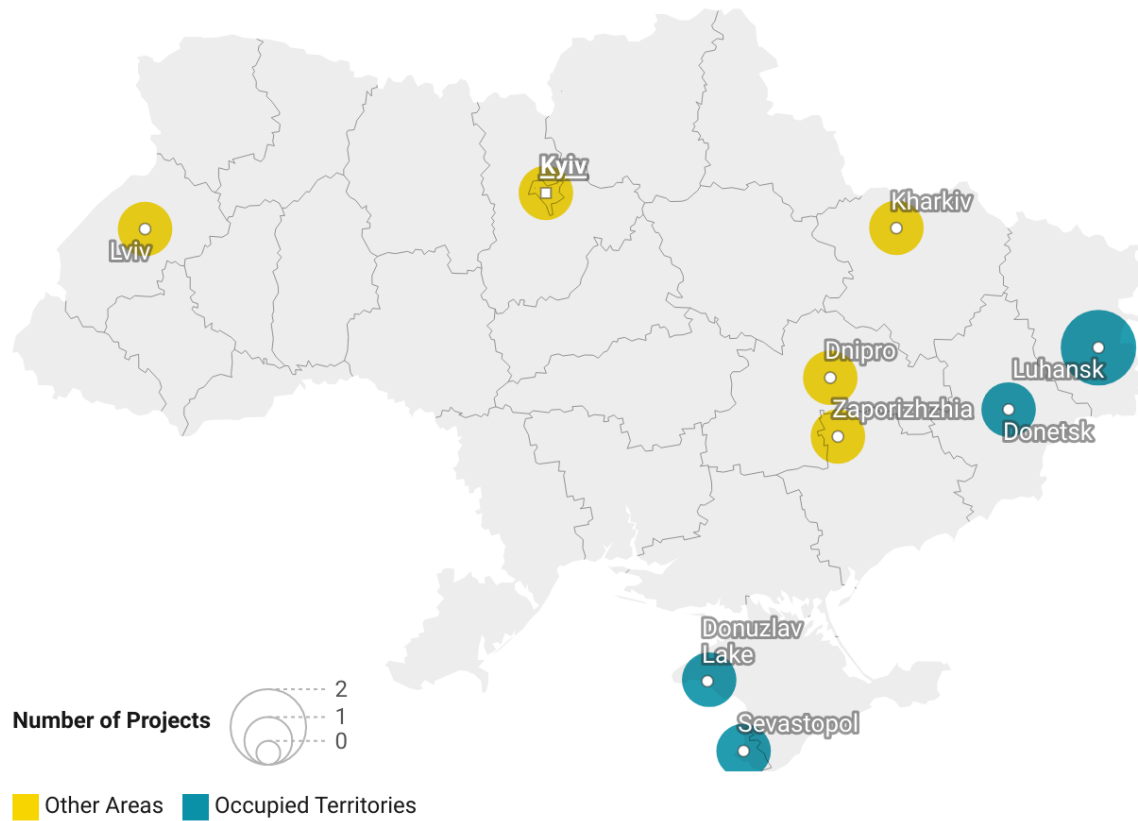 Kyiv
Kharkiv
Lviv
Dnipro
Luhansk
Zaporizhzhia
Donetsk
Donuzlav
Lake
Sevastopol
2
Number of Projects
1
0
Other Areas
Occupied Territories